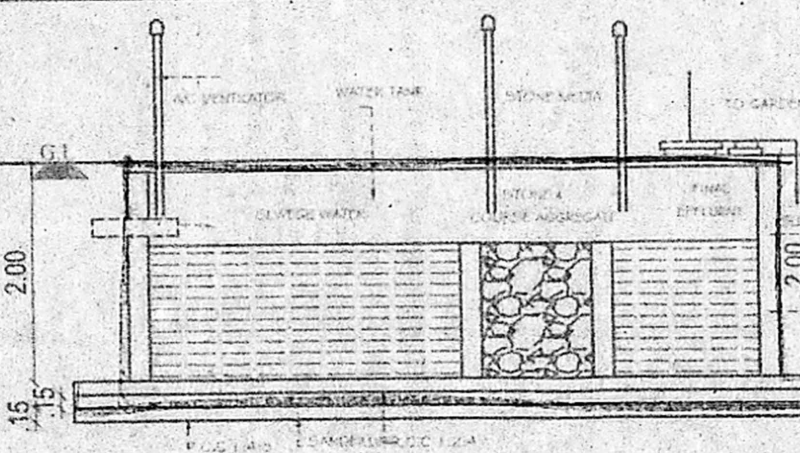 WATER TANK
A/C VENTILATOR
STONE MEDIA
TO GARDEN
G.L
STONE &
COURSE AGGREGATE
FINAL
EFFLUENT
SEWEGE WATER
2.00
2.00
.15
.15